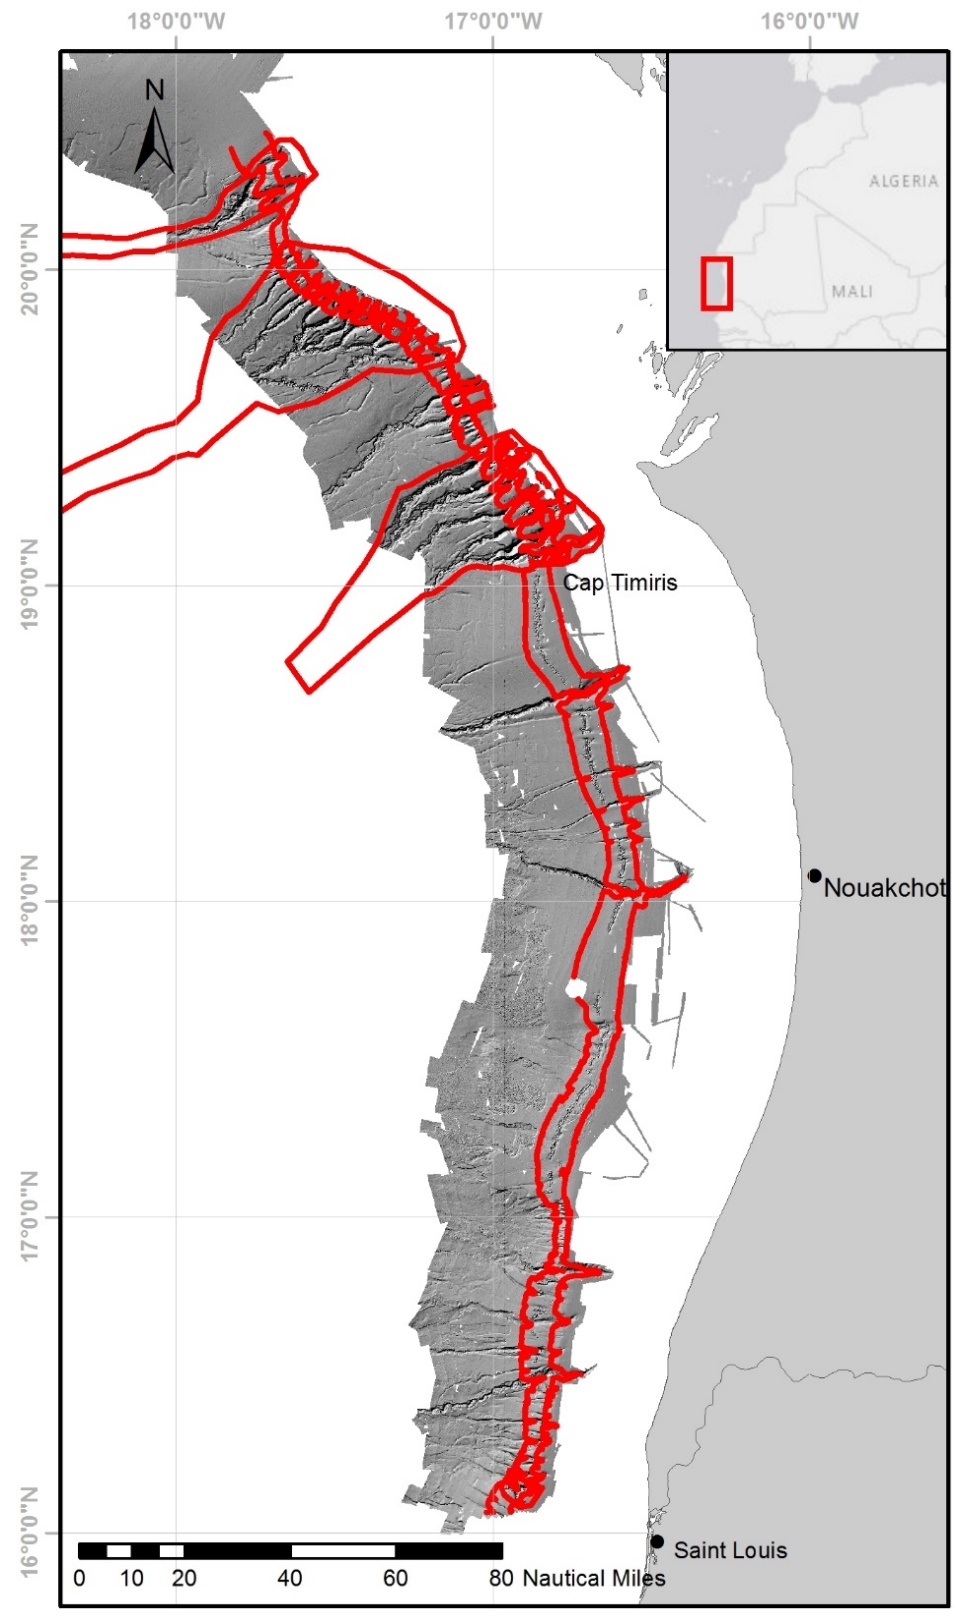 18°0'0"W 17°0'0"W 16°0'0"W
N
ALGERIA
MALI
20°0'0"N
19°0'0"N
Cap Timiris
18°0'0"N
Nouakchot
17°0'0"N
16°0'0"N
Saint Louis
0 10 20 40 60 80 Nautical Miles